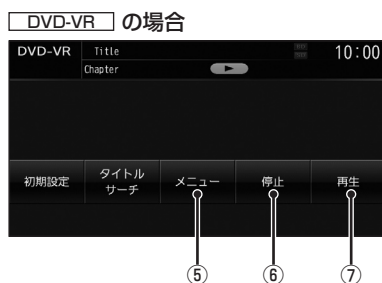 DVD-VR の場合
DVD-VR Title 10:00
Chapter
初期設定 タイトル サーチ メニュー 停止 再生
⑤ ⑥ ⑦